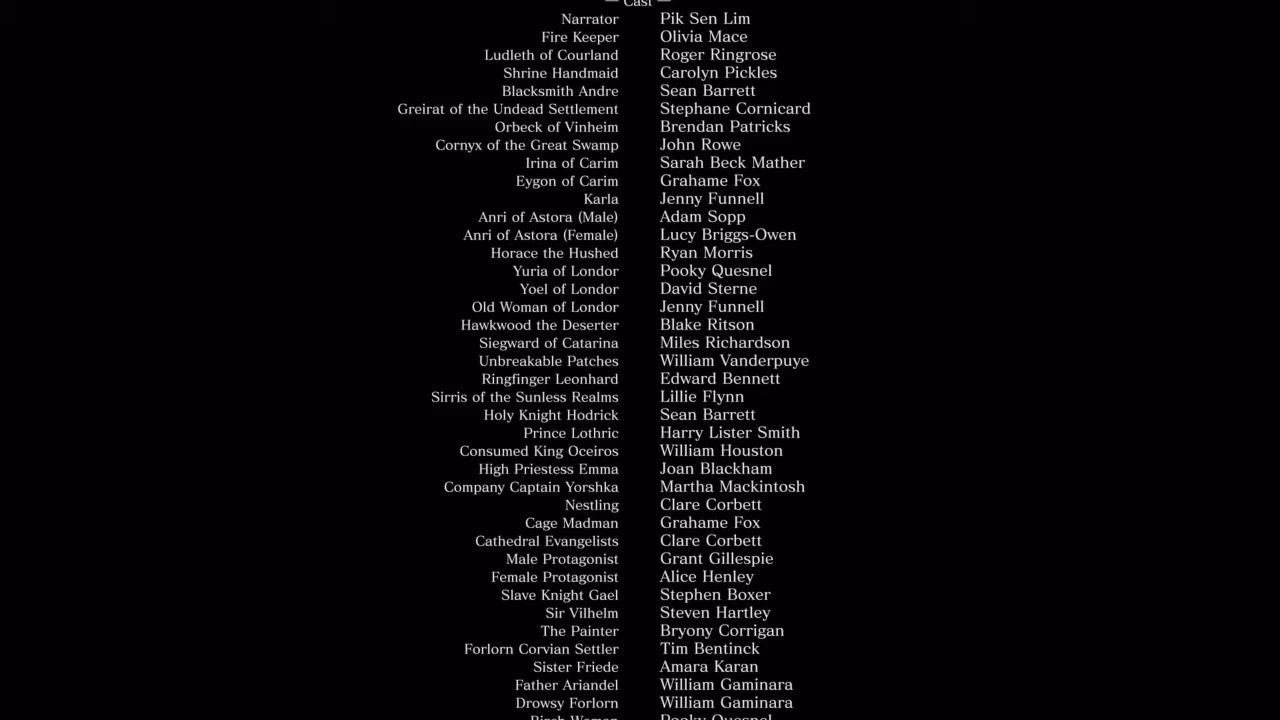 — Cast —
Narrator Pik Sen Lim
Fire Keeper Olivia Mace
Ludleth of Courland Roger Ringrose
Shrine Handmaid Carolyn Pickles
Blacksmith Andre Sean Barrett
Greirat of the Undead Settlement Stephane Cornicard
Orbeck of Vinheim Brendan Patricks
Cornyx of the Great Swamp John Rowe
Irina of Carim Sarah Beck Mather
Eygon of Carim Grahame Fox
Karla Jenny Funnell
Anri of Astora (Male) Adam Sopp
Anri of Astora (Female) Lucy Briggs-Owen
Horace the Hushed Ryan Morris
Yuria of Londor Pooky Quesnel
Yoel of Londor David Sterne
Old Woman of Londor Jenny Funnell
Hawkwood the Deserter Blake Ritson
Siegward of Catarina Miles Richardson
Unbreakable Patches William Vanderpuye
Ringfinger Leonhard Edward Bennett
Sirris of the Sunless Realms Lillie Flynn
Holy Knight Hodrick Sean Barrett
Prince Lothric Harry Lister Smith
Consumed King Oceiros William Houston
High Priestess Emma Joan Blackham
Company Captain Yorshka Martha Mackintosh
Nestling Clare Corbett
Cage Madman Grahame Fox
Cathedral Evangelists Clare Corbett
Male Protagonist Grant Gillespie
Female Protagonist Alice Henley
Slave Knight Gael Stephen Boxer
Sir Vilhelm Steven Hartley
The Painter Bryony Corrigan
Forlorn Corvian Settler Tim Bentinck
Sister Friede Amara Karan
Father Ariandel William Gaminara
Drowsy Forlorn William Gaminara
Birch Woman Pooky Quesnel